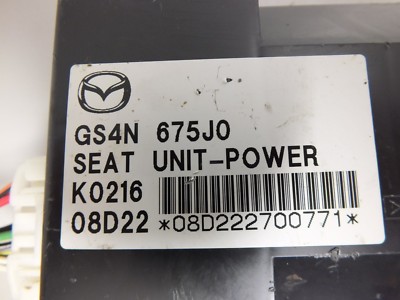 GS4N 675J0
SEAT UNIT-POWER
K0216
08D22 *08D222700771*